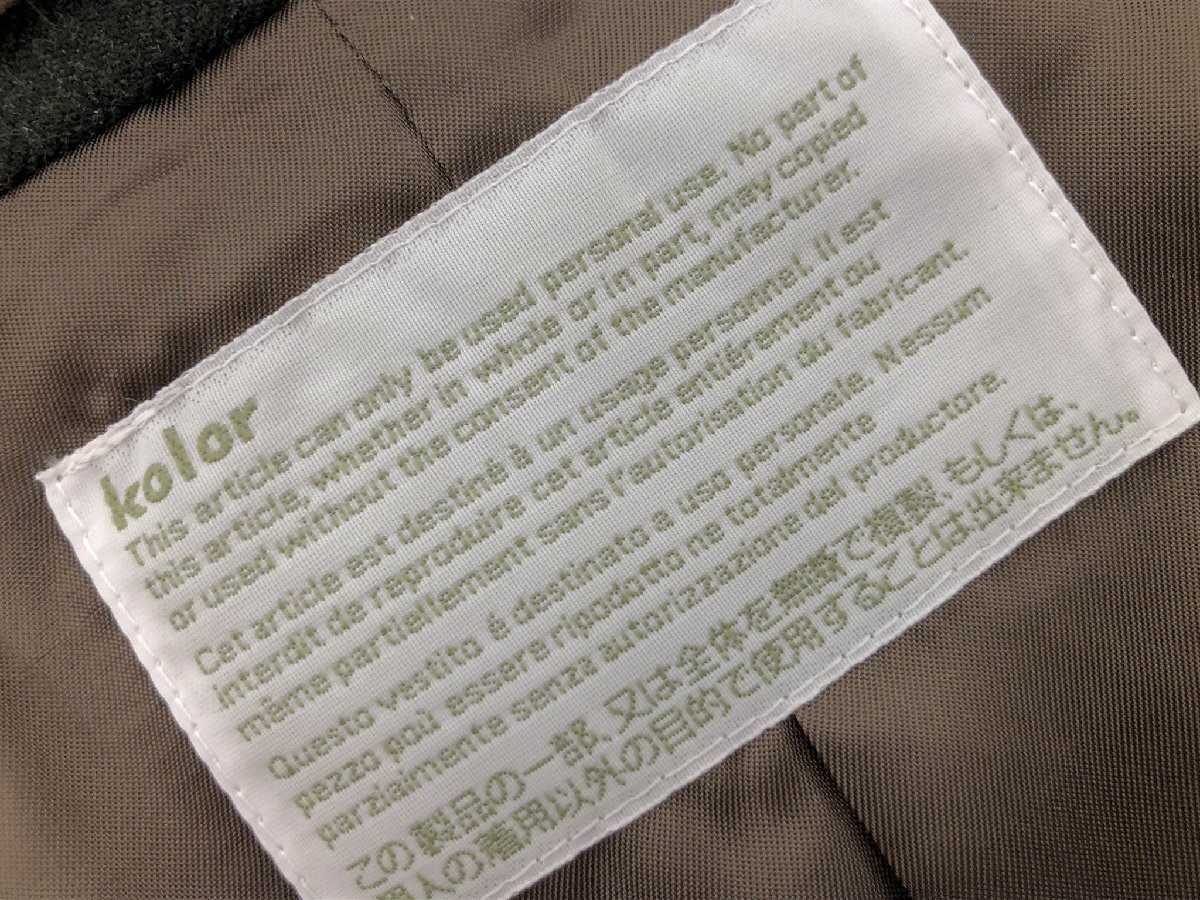 kolor
This article can only be used personal use. No part of
this article, whether in whole or in part, may copied
or used without the consent of the manufacturer.
Cet article est destiné à un usage personnel. Il est
interdit de reproduire cet article entiérement ou
même partiellement sans l'autorisation du fabricant.
Questo vestito é destinato a uso personale. Nessum
pezzo poù essere ripodotto ne totalmente
parzialmente senza autorizzazione del productore.
この製品の一部、又は全体を無断で複製、もしくは、
の着用以外の目的で使用することは出来ません。